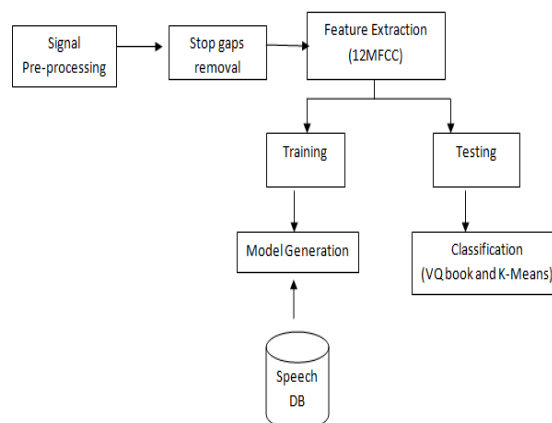 Signal
Pre-processing
Stop gaps
removal
Feature Extraction
(12MFCC)
Training
Testing
Model Generation
Classification
(VQ book and K-Means)
Speech
DB